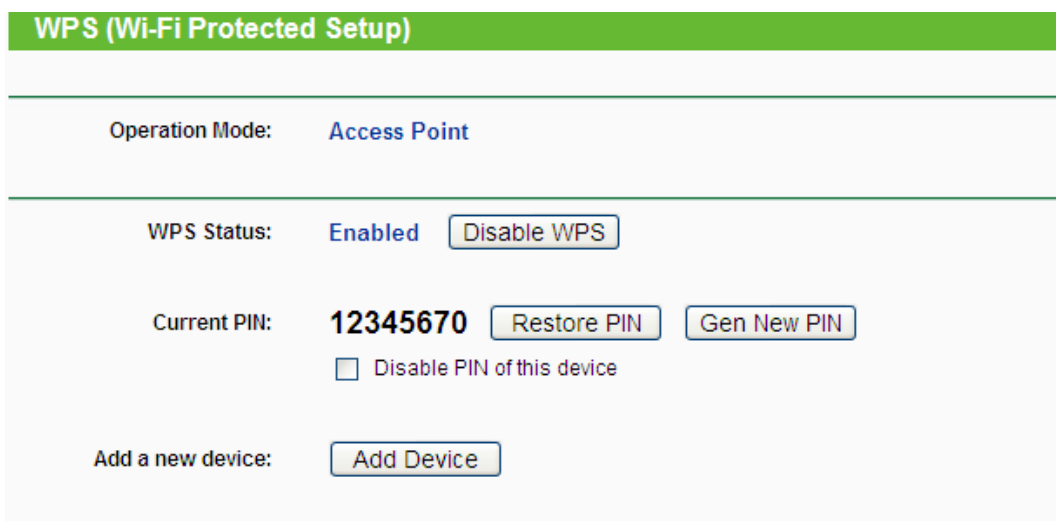 WPS (Wi-Fi Protected Setup)
Operation Mode: Access Point
WPS Status: Enabled Disable WPS
Current PIN: 12345670 Restore PIN Gen New PIN
Disable PIN of this device
Add a new device: Add Device